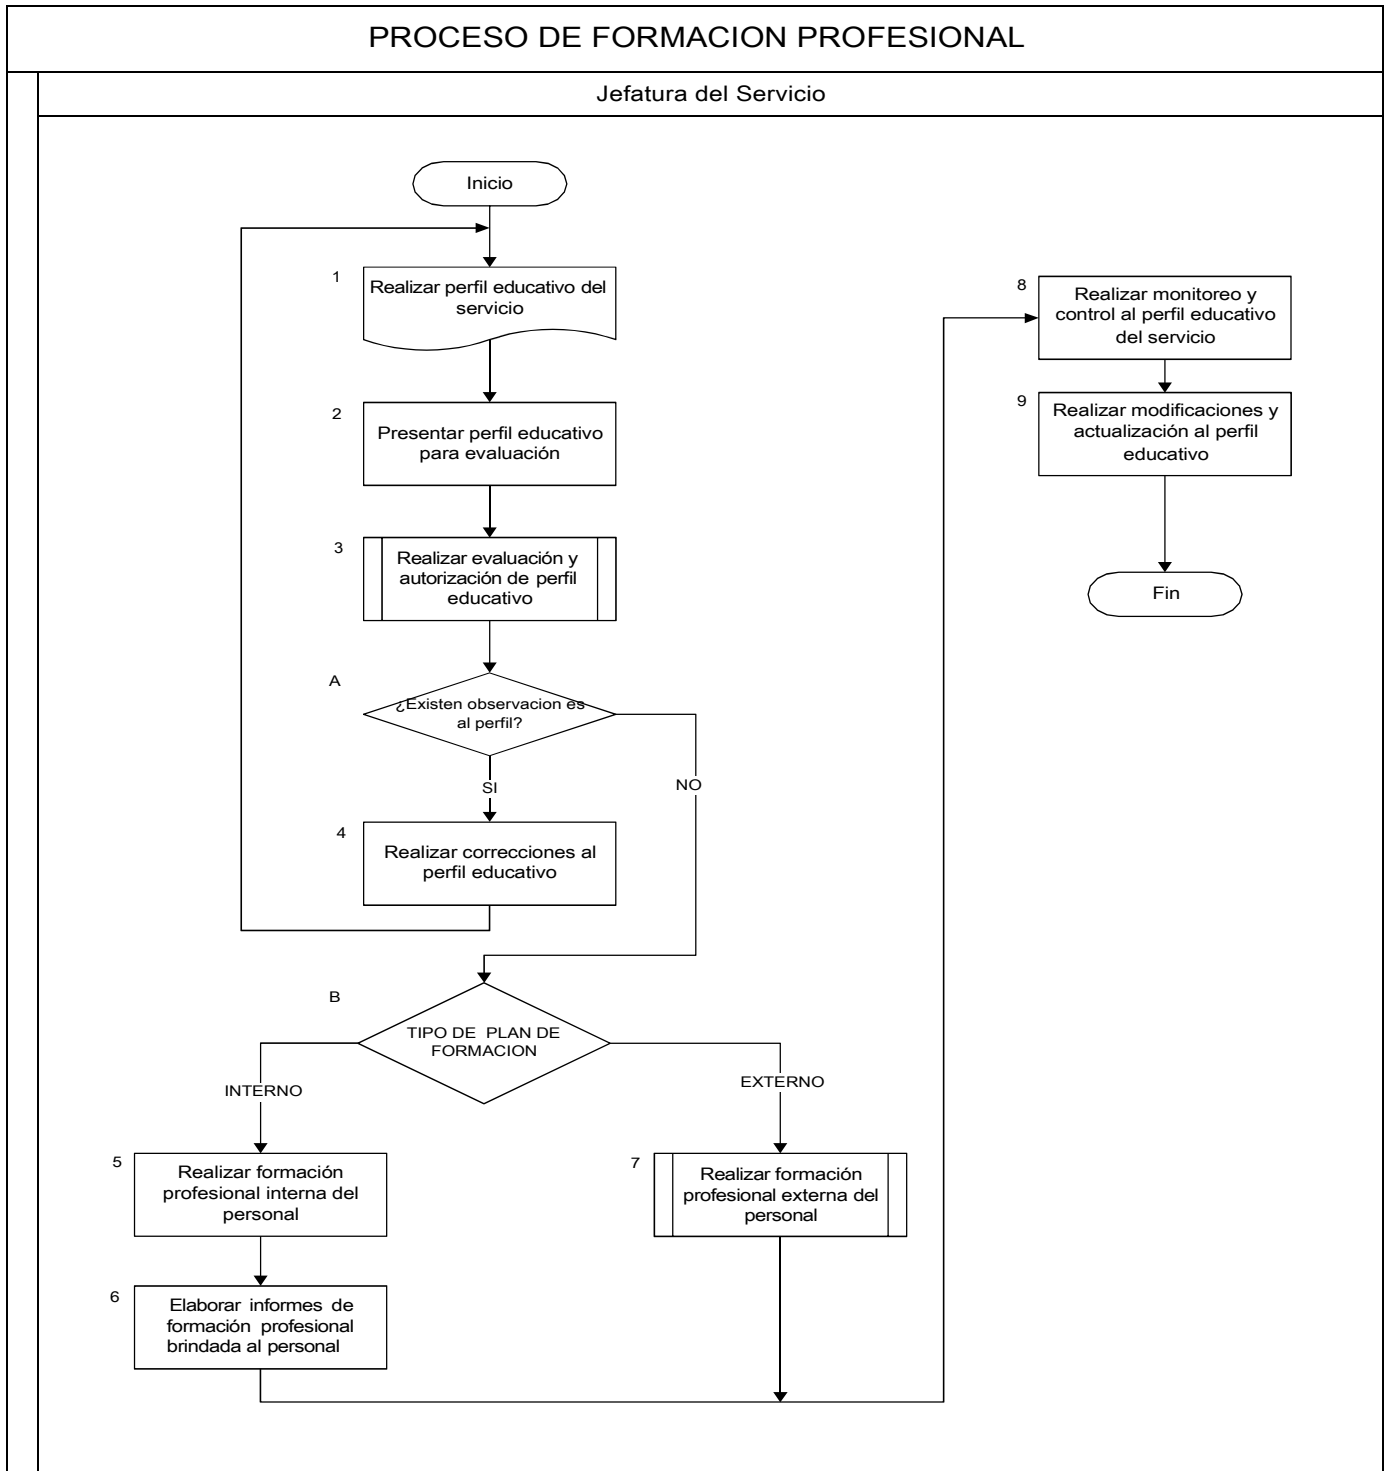 PROCESO DE FORMACION PROFESIONAL
Jefatura del Servicio
Inicio
1
Realizar perfil educativo del
servicio
2
Presentar perfil educativo
para evaluación
3
Realizar evaluación y
autorización de perfil
educativo
A
¿Existen observacion es
al perfil?
SI
NO
4
Realizar correcciones al
perfil educativo
B
TIPO DE PLAN DE
FORMACION
INTERNO
EXTERNO
5
Realizar formación
profesional interna del
personal
6
Elaborar informes de
formación profesional
brindada al personal
7
Realizar formación
profesional externa del
personal
8
Realizar monitoreo y
control al perfil educativo
del servicio
9
Realizar modificaciones y
actualización al perfil
educativo
Fin